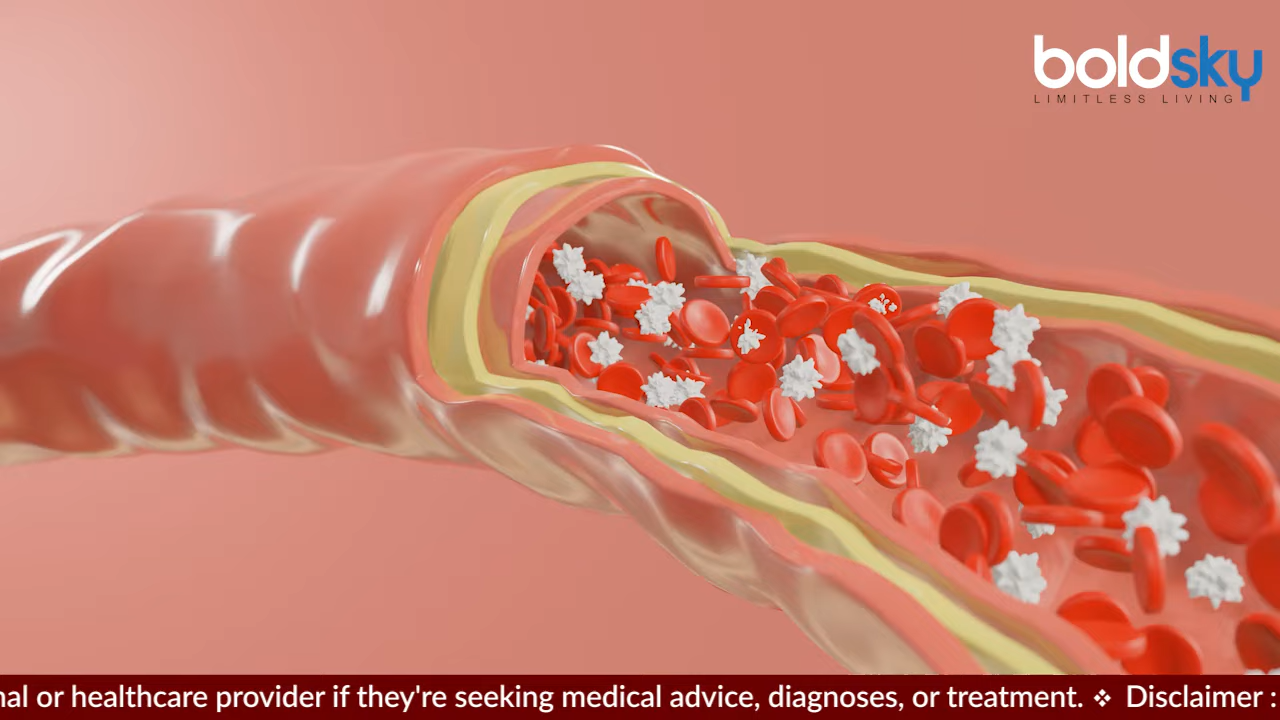 boldsky
LIMITLESS LIVING
nal or healthcare provider if they're seeking medical advice, diagnoses, or treatment. ❖ Disclaimer :